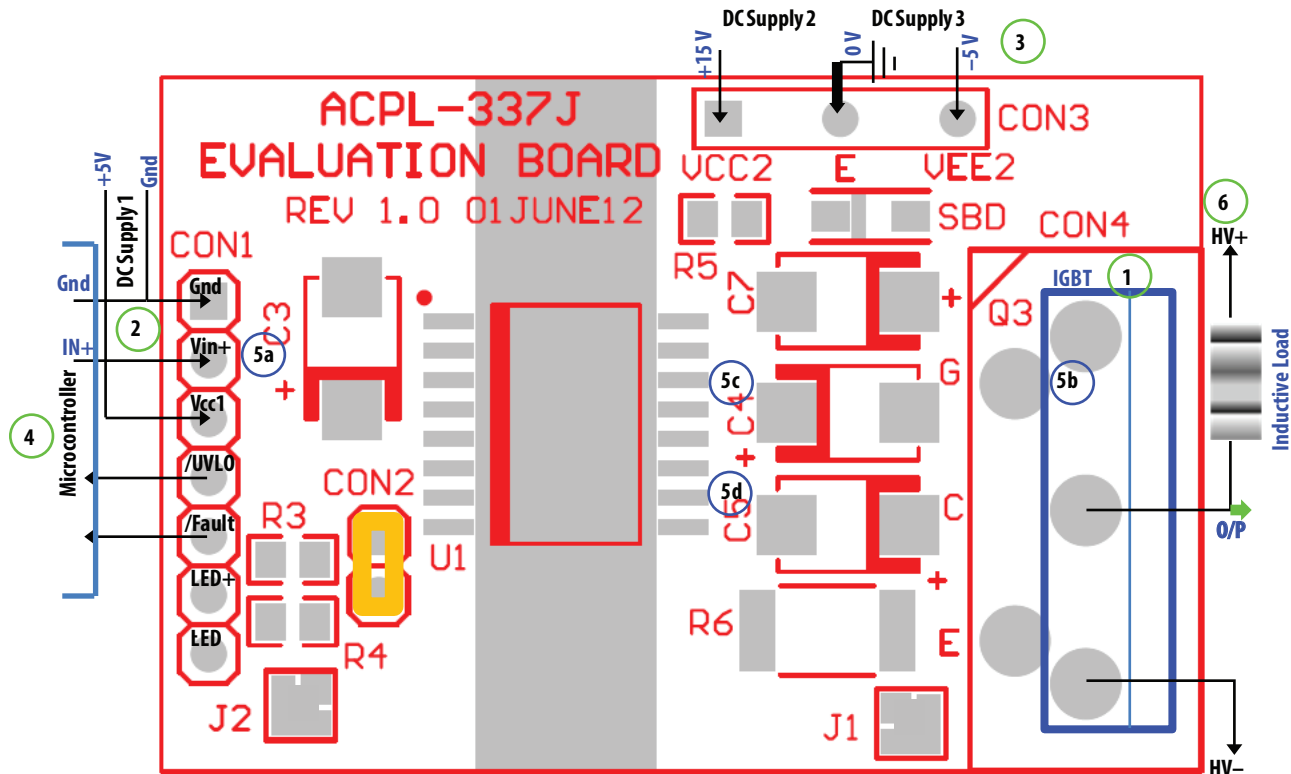 DC Supply 2
DC Supply 3
+15 V
0 V
−5 V
3
ACPL-337J
EVALUATION BOARD
REV 1.0 01JUNE12
CON3
VCC2
E
VEE2
SBD
R5
+5V
Gnd
DC Supply 1
CON1
Gnd
Gnd
2
IN+
Vin+
5a
Vcc1
4
Microcontroller
/UVLO
/Fault
LED+
LED
C3
+
CON2
R3
R4
J2
U1
C7
+
5c
C4
+
G
5d
C5
C
+
R6
E
J1
CON4
IGBT
1
Q3
5b
6
HV+
Inductive Load
O/P
HV−